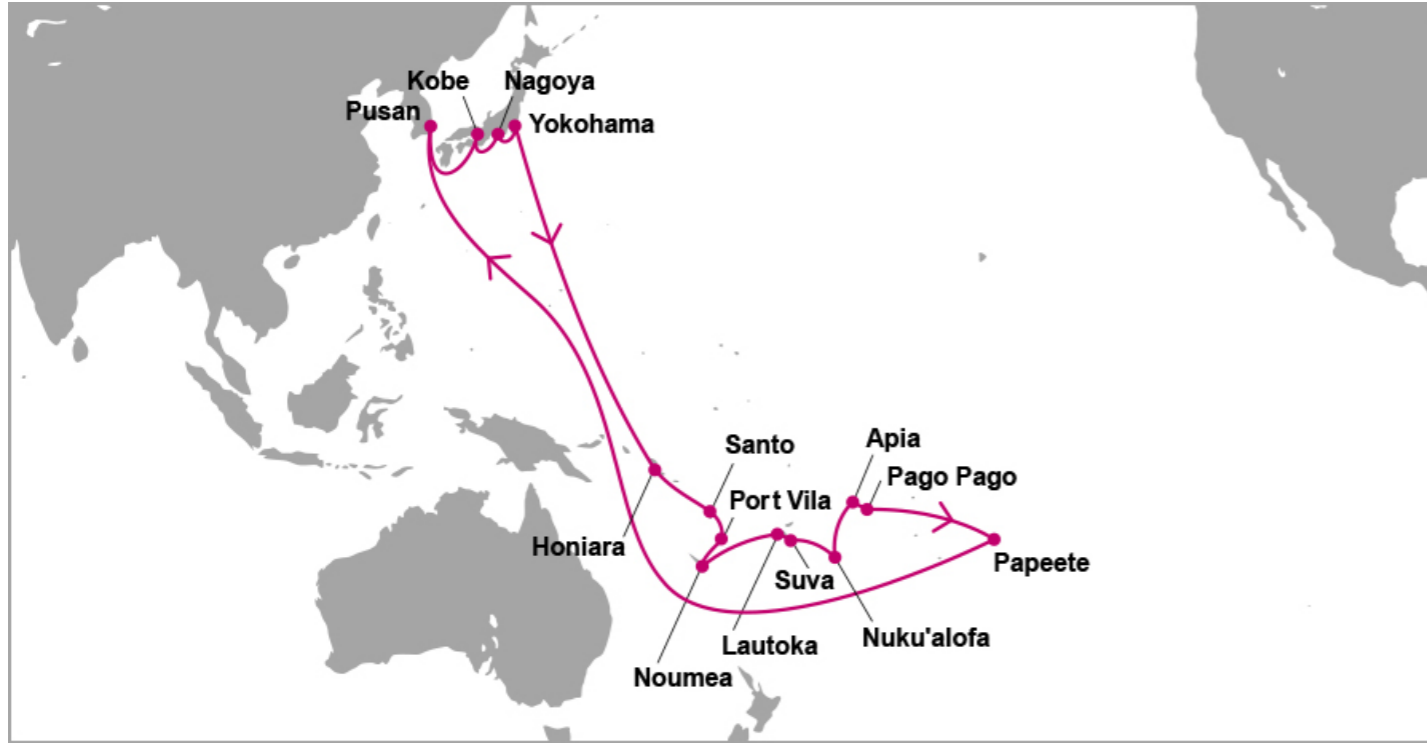 Kobe
Nagoya
Pusan
Yokohama
Apia
Santo
Pago Pago
Port Vila
Honiara
Papeete
Suva
Nuku'alofa
Lautoka
Noumea